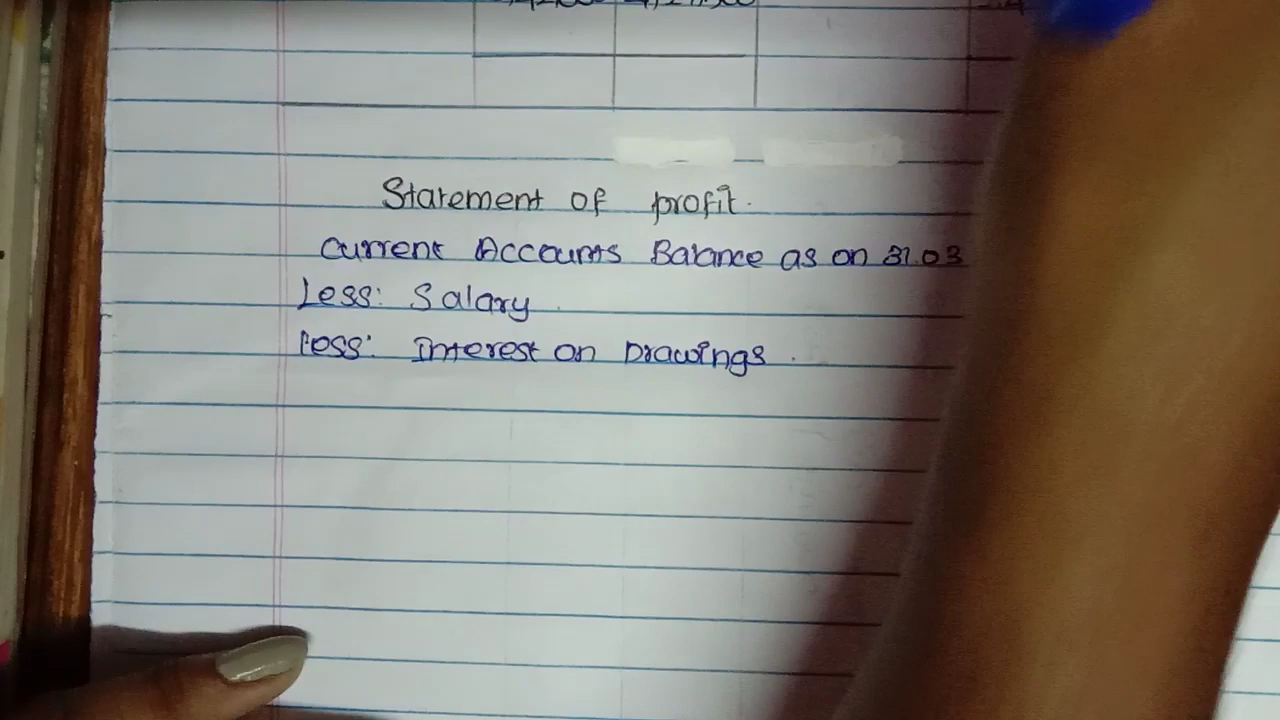 Statement of profit.
Current Accounts Balance as on 31.03
Less: Salary
Less: Interest on Drawings.